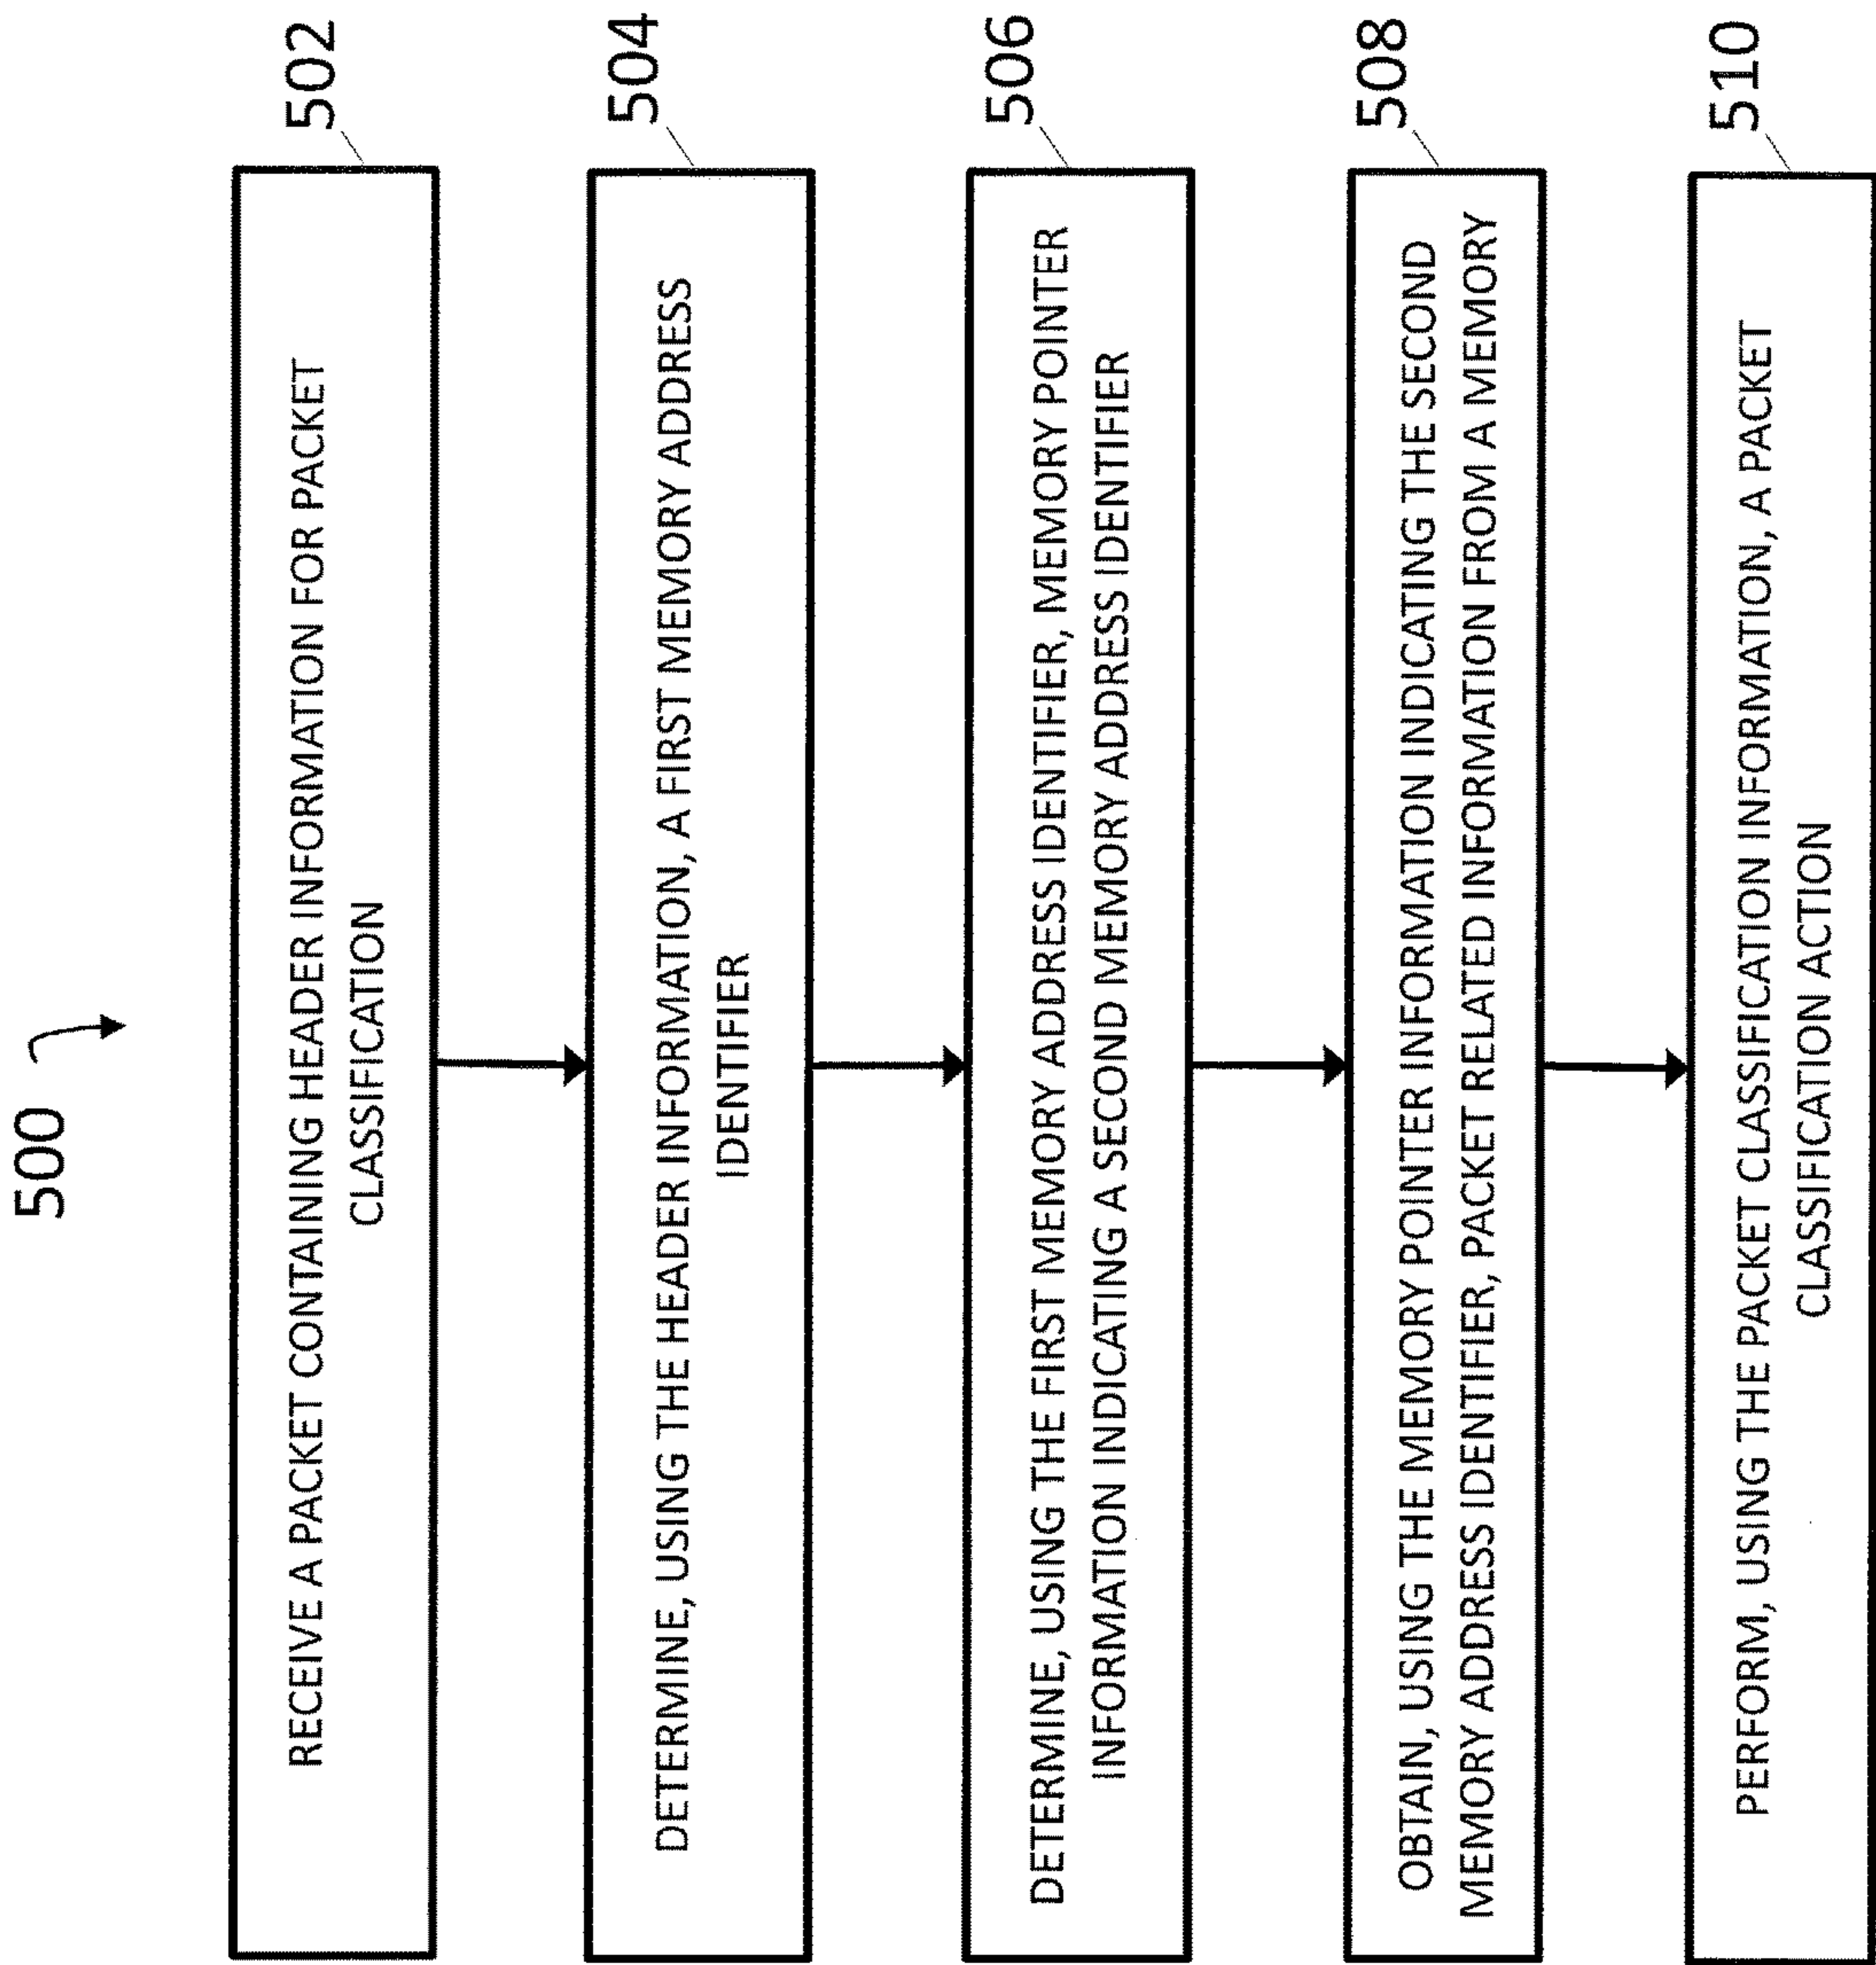 500
502
RECEIVE A PACKET CONTAINING HEADER INFORMATION FOR PACKET
CLASSIFICATION
504
DETERMINE, USING THE HEADER INFORMATION, A FIRST MEMORY ADDRESS
IDENTIFIER
506
DETERMINE, USING THE FIRST MEMORY ADDRESS IDENTIFIER, MEMORY POINTER
INFORMATION INDICATING A SECOND MEMORY ADDRESS IDENTIFIER
508
OBTAIN, USING THE MEMORY POINTER INFORMATION INDICATING THE SECOND
MEMORY ADDRESS IDENTIFIER, PACKET RELATED INFORMATION FROM A MEMORY
510
PERFORM, USING THE PACKET CLASSIFICATION INFORMATION, A PACKET
CLASSIFICATION ACTION